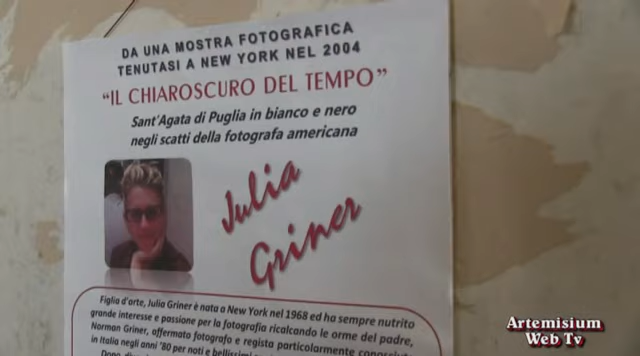 DA UNA MOSTRA FOTOGRAFICA
TENUTASI A NEW YORK NEL 2004
"IL CHIAROSCURO DEL TEMPO"
Sant'Agata di Puglia in bianco e nero
negli scatti della fotografa americana
Julia
Griner
Figlia d'arte, Julia Griner è nata a New York nel 1968 ed ha sempre nutrito
grande interesse e passione per la fotografia ricalcando le orme del padre,
Norman Griner, affermato fotografo e regista particolarmente
in Italia negli anni '80 per noti e
Artemisium
Web Tv